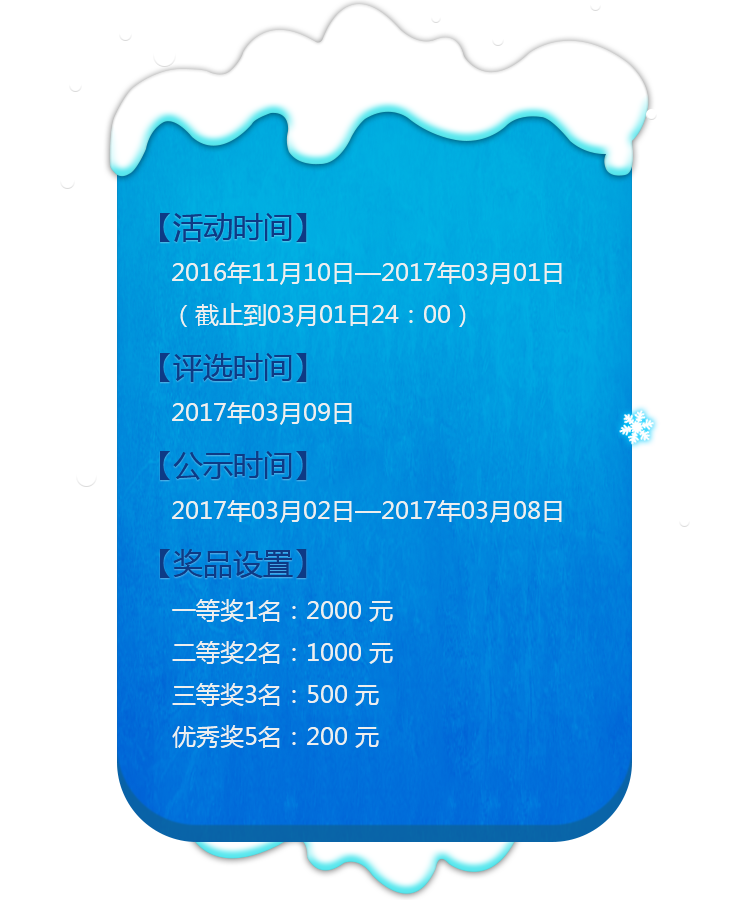 【活动时间】
2016年11月10日—2017年03月01日
（截止到03月01日24：00）
【评选时间】
2017年03月09日
【公示时间】
2017年03月02日—2017年03月08日
【奖品设置】
一等奖1名：2000 元
二等奖2名：1000 元
三等奖3名：500 元
优秀奖5名：200 元